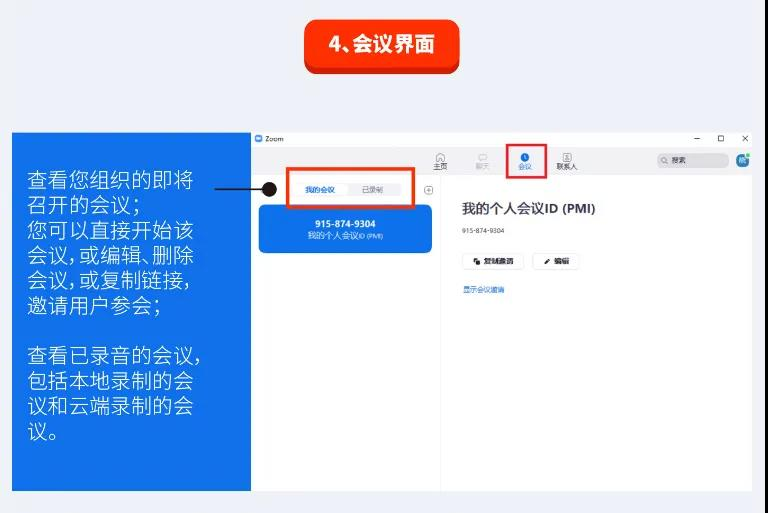 4、会议界面
查看您组织的即将
召开的会议；
您可以直接开始该
会议，或编辑、删除
会议，或复制链接，
邀请用户参会；
查看已录音的会议，
包括本地录制的会
议和云端录制的会
议。
Zoom
主页 聊天 会议 联系人 搜索
我的会议 已录制
915-874-9304
我的个人会议ID (PMI)
我的个人会议ID (PMI)
915-874-9304
复制邀请 编辑
显示会议邀请